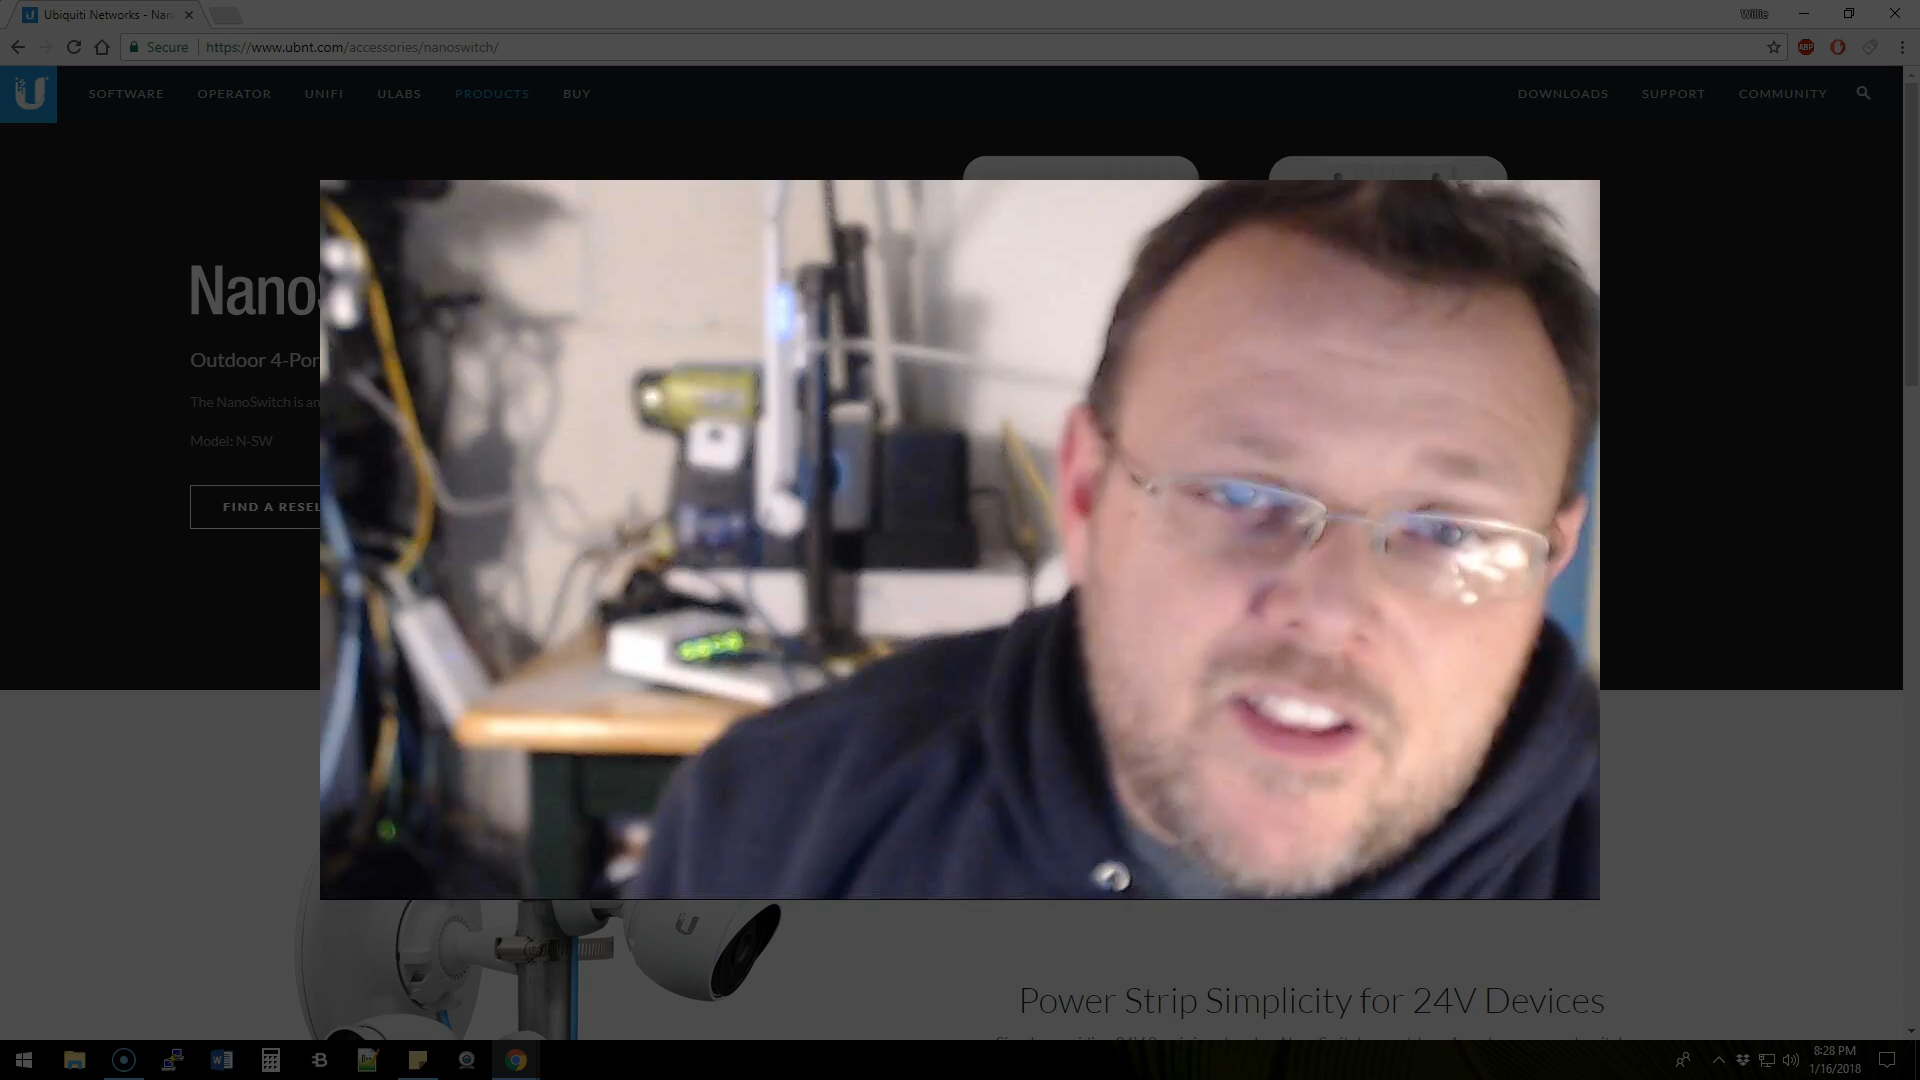 Ubiquiti Networks - Nan
Willie
Secure
https://www.ubnt.com/accessories/nanoswitch/
ABP
SOFTWARE
OPERATOR
UNIFI
ULABS
PRODUCTS
BUY
DOWNLOADS
SUPPORT
COMMUNITY
Nano
Outdoor 4-Por
The NanoSwitch is an
Model: N-SW
FIND A RESEL
Power Strip Simplicity for 24V Devices
8:28 PM
1/16/2018